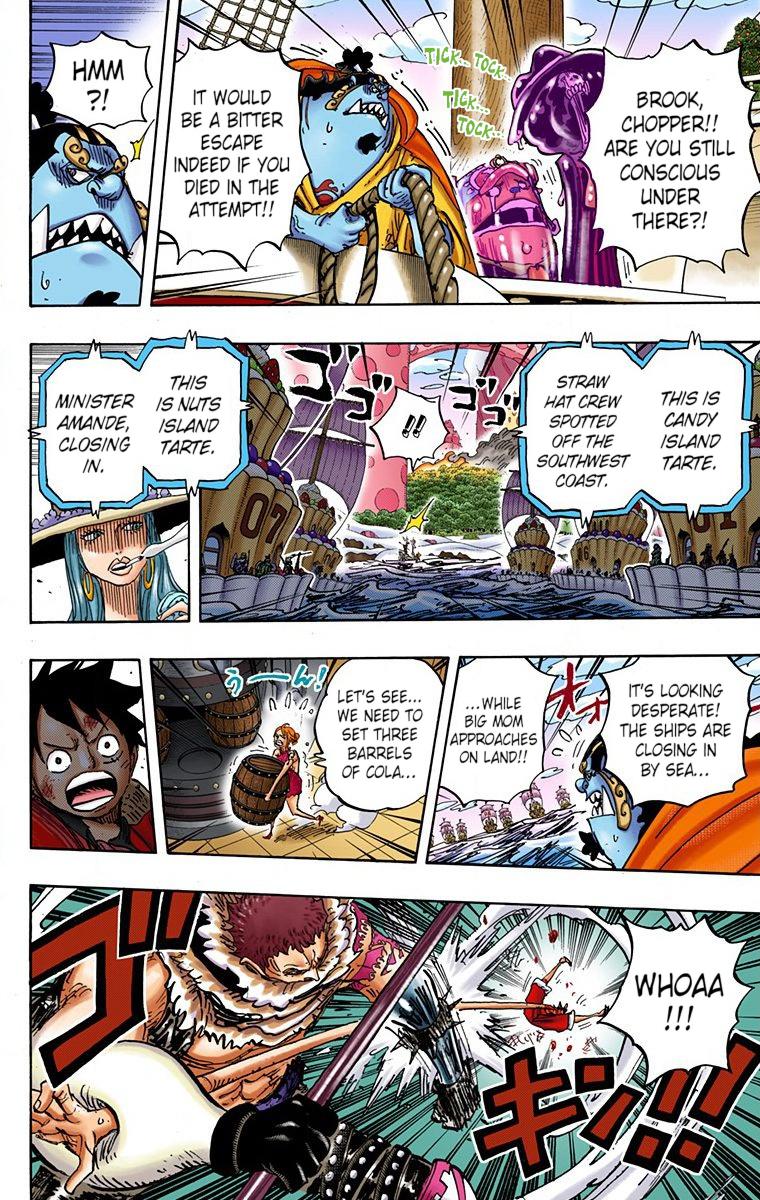 BROOK,
CHOPPER!!
ARE YOU STILL
CONSCIOUS
UNDER
THERE?!
TICK... TOCK...
TICK...
TOCK...
IT WOULD
BE A BITTER
ESCAPE
INDEED IF YOU
DIED IN THE
ATTEMPT!!
HMM
?!
THIS IS
CANDY
ISLAND
TARTE.
STRAW
HAT CREW
SPOTTED
OFF THE
SOUTHWEST
COAST.
!!
ゴゴ
ゴゴ
THIS
IS NUTS
ISLAND
TARTE.
MINISTER
AMANDE,
CLOSING
IN.
IT'S LOOKING
DESPERATE!
THE SHIPS ARE
CLOSING IN
BY SEA...
オォ
...WHILE
BIG MOM
APPROACHES
ON LAND!!
LET'S SEE...
WE NEED TO
SET THREE
BARRELS
OF COLA...
うーん!
07
WHOAA
!!!
ゴ
キン!!